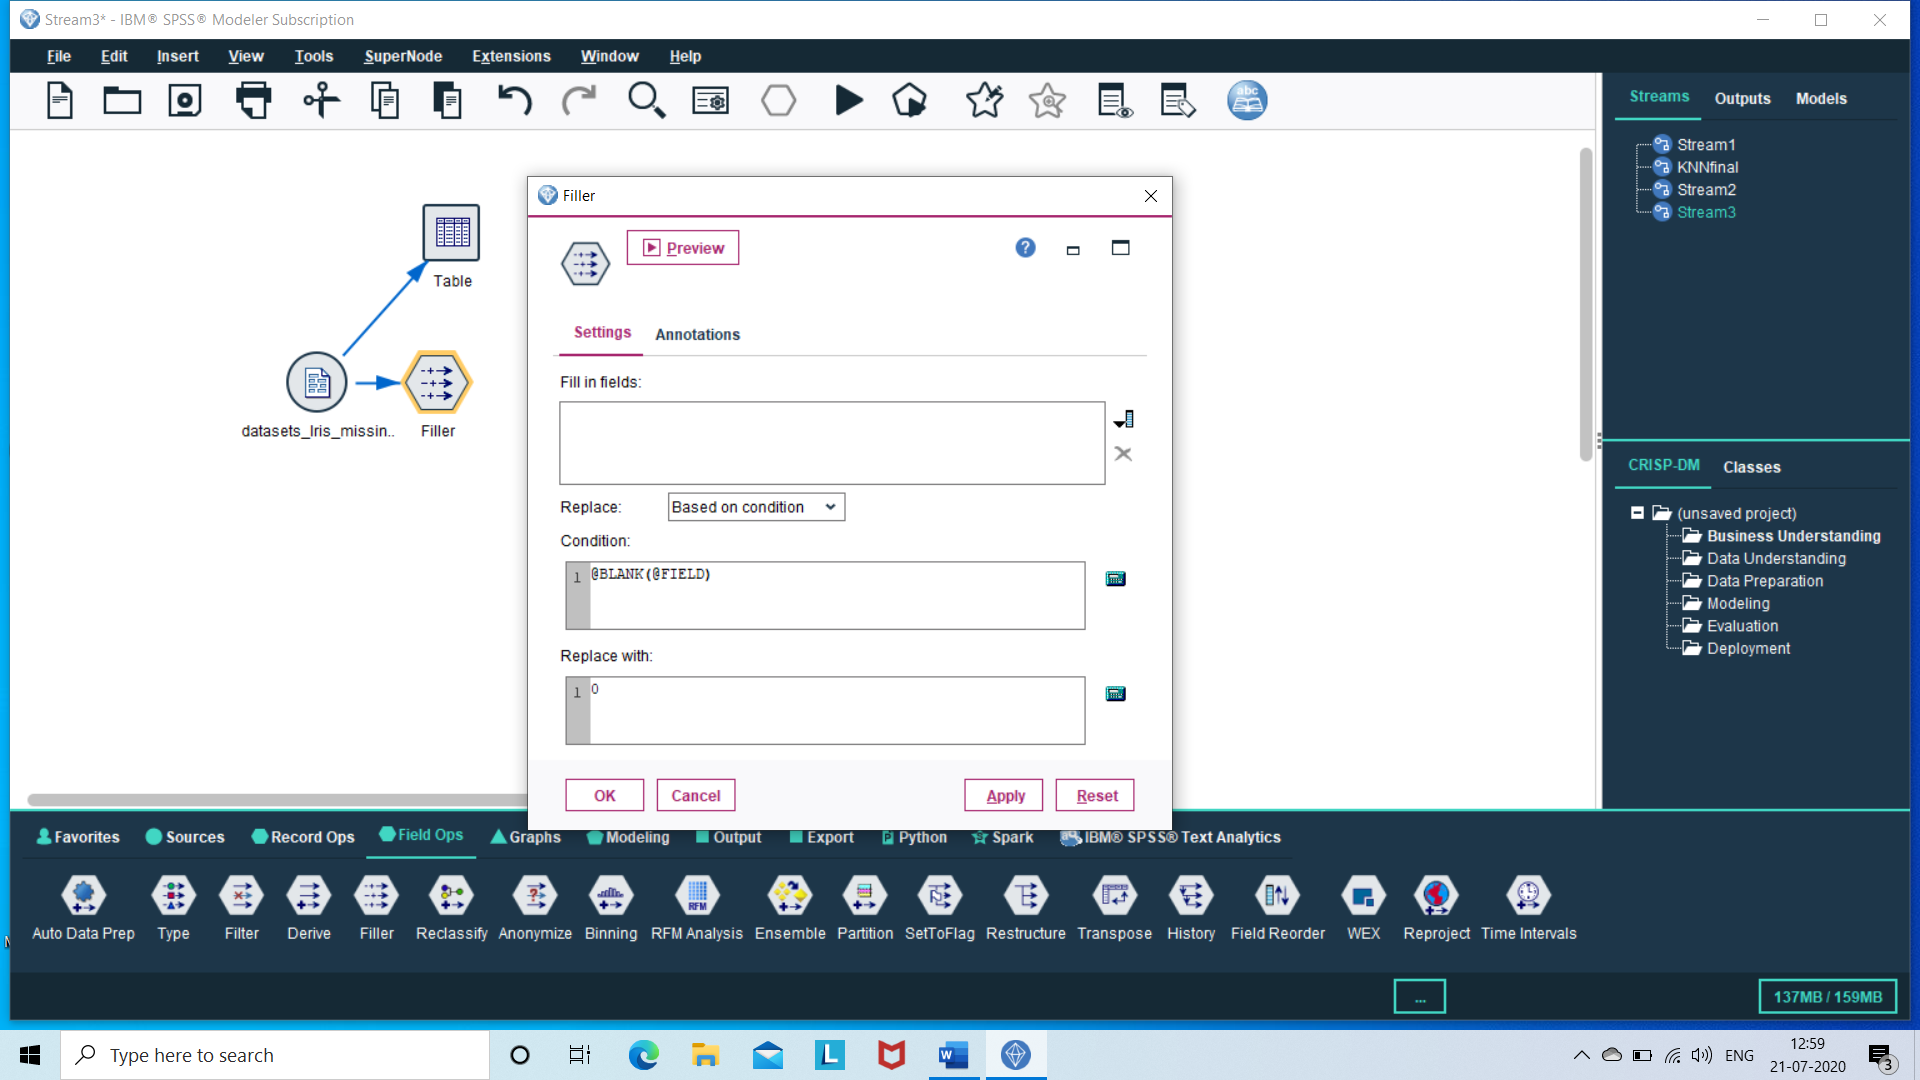 Stream3* - IBM® SPSS® Modeler Subscription
File Edit Insert View Tools SuperNode Extensions Window Help
abc
Streams Outputs Models
Stream1
KNNfinal
Stream2
Stream3
Table
datasets_Iris_missin..
Filler
Filler
Preview
?
Settings Annotations
Fill in fields:
Replace: Based on condition
Condition:
1 @BLANK(@FIELD)
Replace with:
1 0
OK Cancel Apply Reset
CRISP-DM Classes
(unsaved project)
Business Understanding
Data Understanding
Data Preparation
Modeling
Evaluation
Deployment
Favorites Sources Record Ops Field Ops Graphs Modeling Output Export Python Spark IBM® SPSS® Text Analytics
RFM
Auto Data Prep Type Filter Derive Filler Reclassify Anonymize Binning RFM Analysis Ensemble Partition SetToFlag Restructure Transpose History Field Reorder WEX Reproject Time Intervals
... 137MB / 159MB
Type here to search
L
W
ENG
12:59
21-07-2020
3